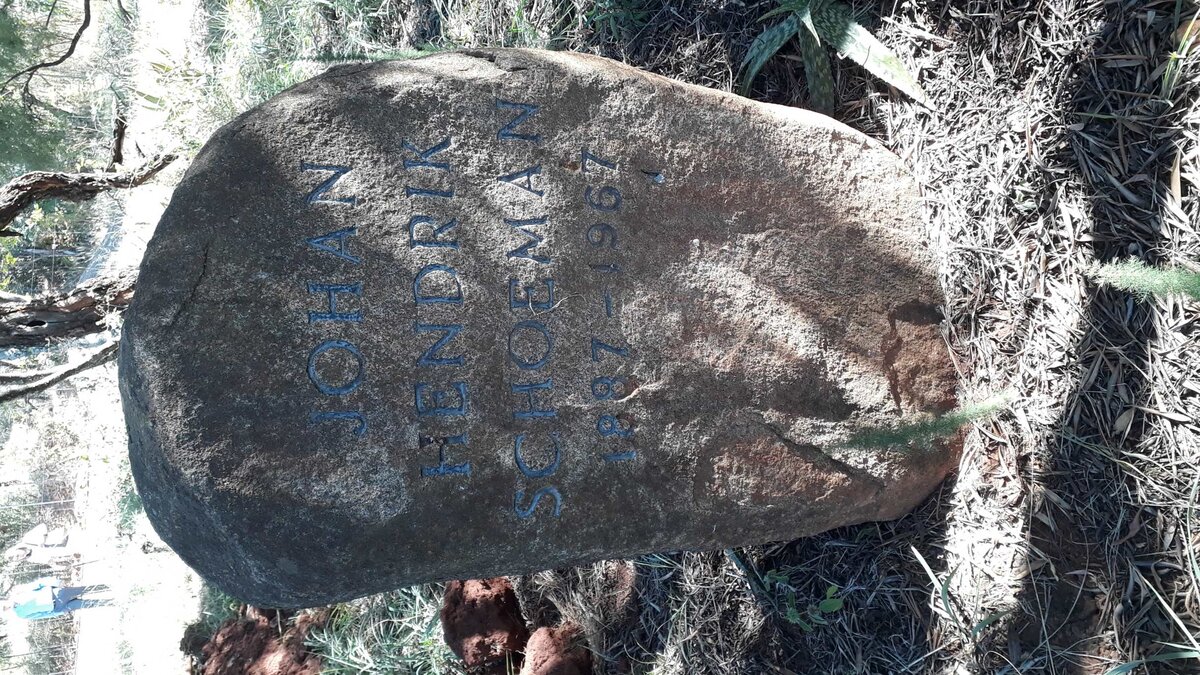 JOHAN
HENDRIK
SCHOEMAN
1887-1967